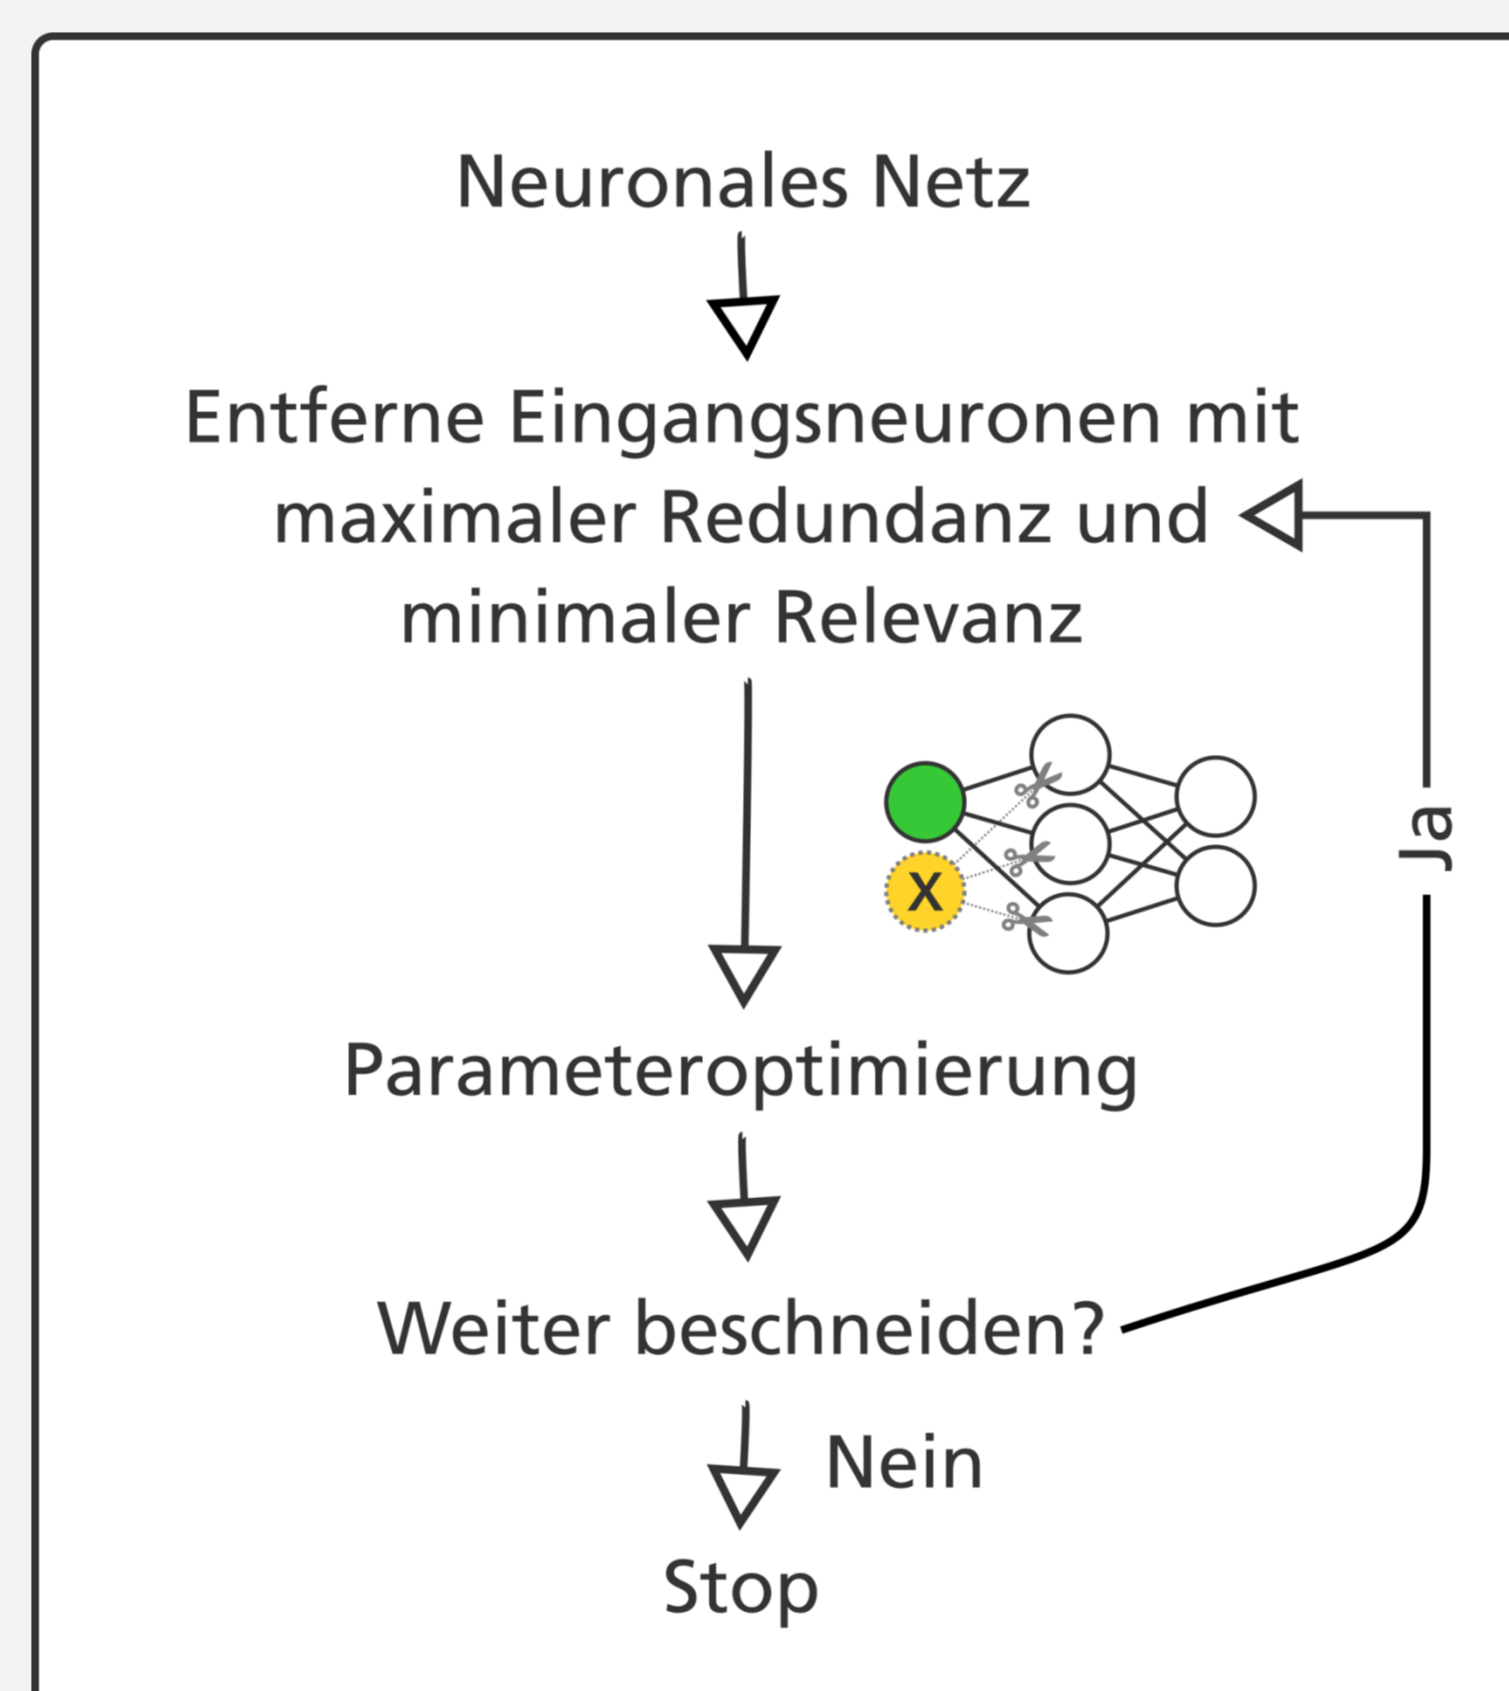 Neuronales Netz
Entferne Eingangsneuronen mit
maximaler Redundanz und
minimaler Relevanz
X
Ja
Parameteroptimierung
Weiter beschneiden?
Nein
Stop